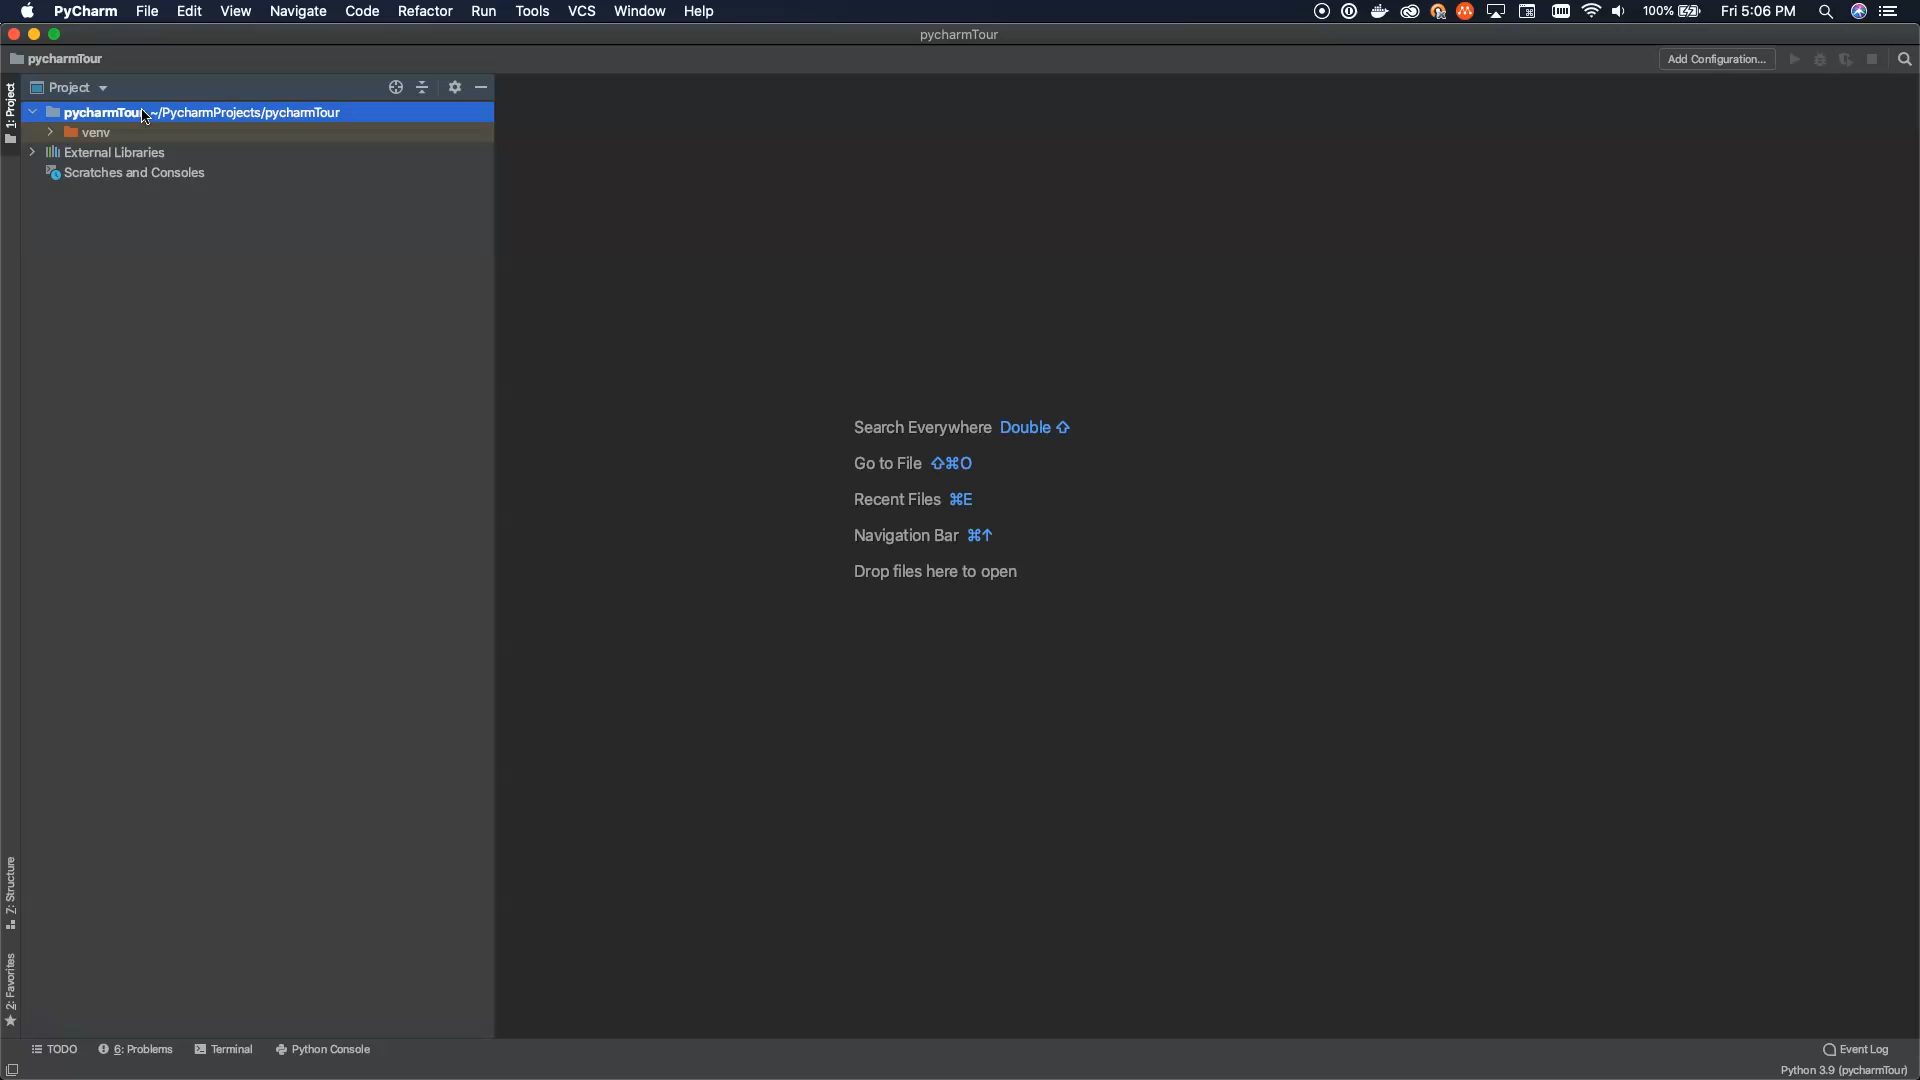 PyCharm File Edit View Navigate Code Refactor Run Tools VCS Window Help 100% Fri 5:06 PM
pycharmTour
pycharmTour Add Configuration...
1: Project
Project
pycharmTour ~/PycharmProjects/pycharmTour
venv
External Libraries
Scratches and Consoles
Search Everywhere Double ⇧
Go to File ⇧⌘O
Recent Files ⌘E
Navigation Bar ⌘↑
Drop files here to open
Z: Structure
2: Favorites
TODO 6: Problems Terminal Python Console Event Log
Python 3.9 (pycharmTour)